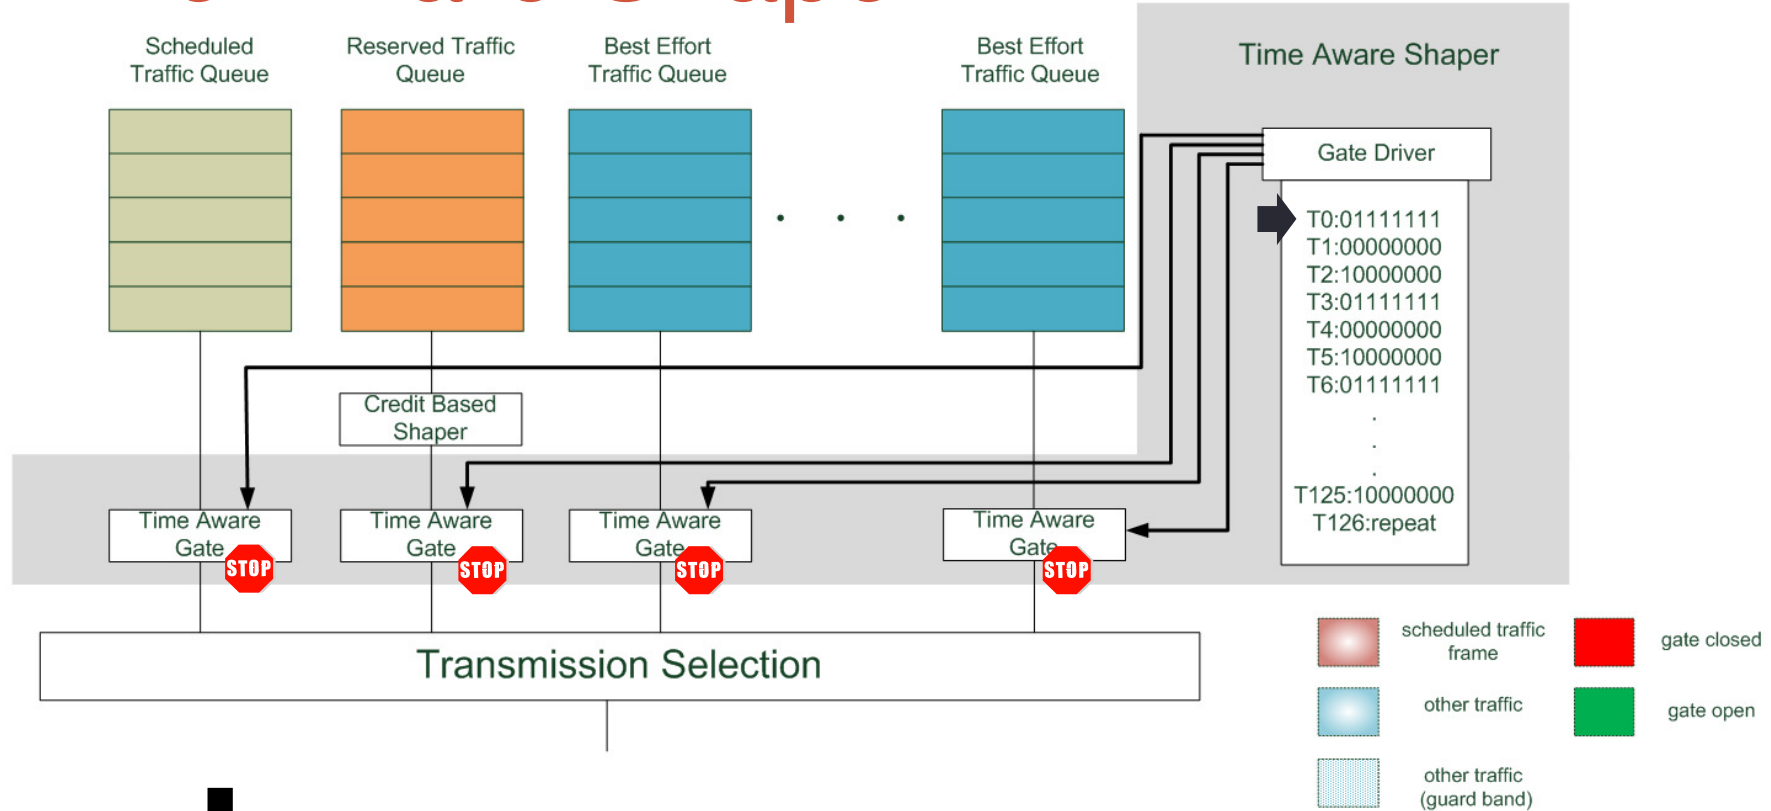 Scheduled
Traffic Queue
Reserved Traffic
Queue
Best Effort
Traffic Queue
Best Effort
Traffic Queue
Time Aware Shaper
Gate Driver
T0:01111111
T1:00000000
T2:10000000
T3:01111111
T4:00000000
T5:10000000
T6:01111111
.
.
.
T125:10000000
T126:repeat
. . .
Credit Based
Shaper
Time Aware
Gate
STOP
Time Aware
Gate
STOP
Time Aware
Gate
STOP
Time Aware
Gate
STOP
Transmission Selection
scheduled traffic
frame
gate closed
other traffic
gate open
other traffic
(guard band)